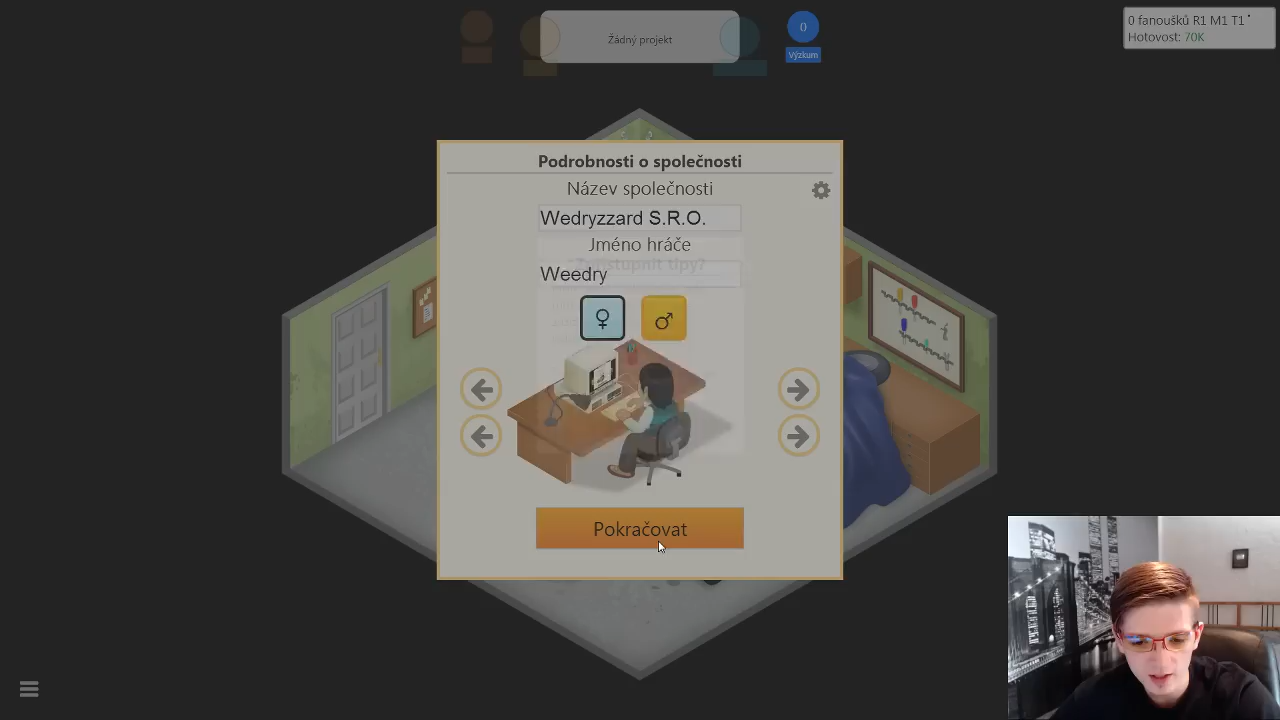 Žádný projekt
0
Výzkum
0 fanoušků R1 M1 T1
Hotovost: 70K
Podrobnosti o společnosti
Název společnosti
Wedryzzard S.R.O.
Jméno hráče
Weedry
Pokračovat